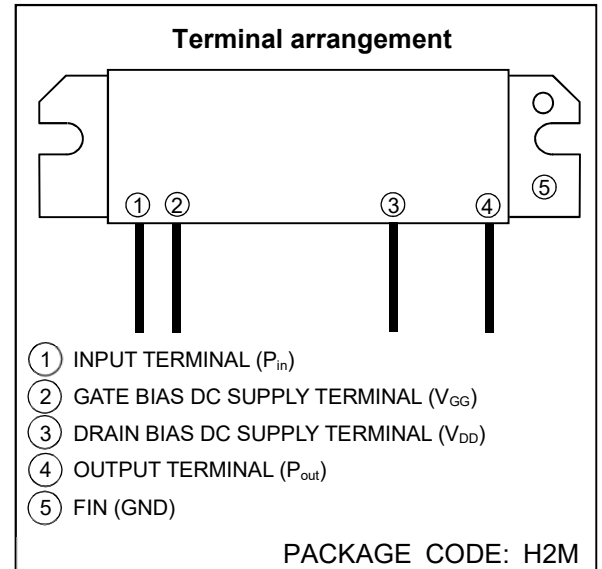 Terminal arrangement
⑤
① ② ③ ④
① INPUT TERMINAL (Pin)
② GATE BIAS DC SUPPLY TERMINAL (VGG)
③ DRAIN BIAS DC SUPPLY TERMINAL (VDD)
④ OUTPUT TERMINAL (Pout)
⑤ FIN (GND)
PACKAGE CODE: H2M